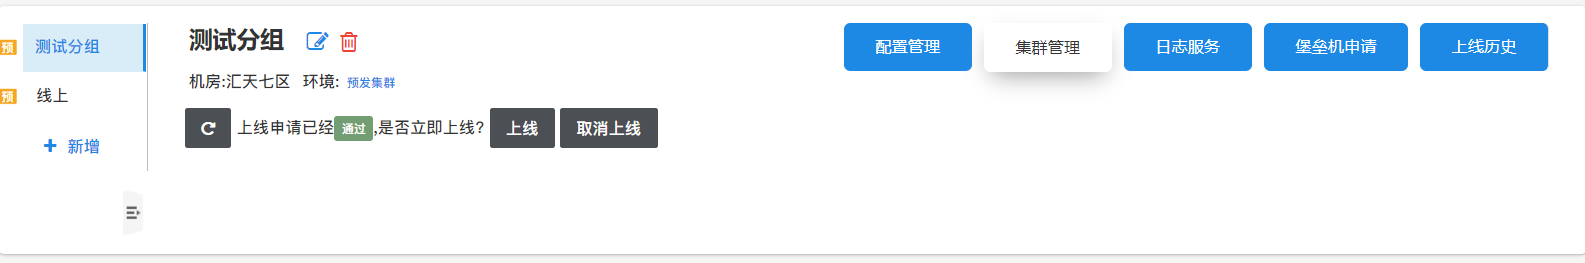 预 测试分组
预 线上
新增
测试分组
配置管理 集群管理 日志服务 堡垒机申请 上线历史
机房:汇天七区 环境: 预发集群
上线申请已经通过,是否立即上线? 上线 取消上线